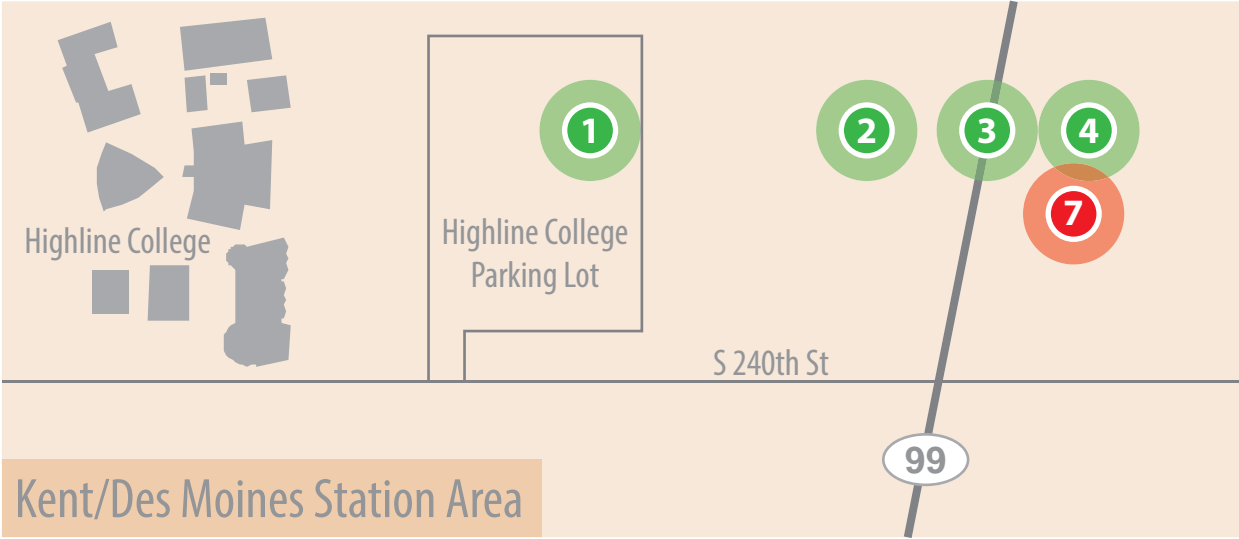 1
2
3
4
7
Highline College
Highline College
Parking Lot
S 240th St
99
Kent/Des Moines Station Area